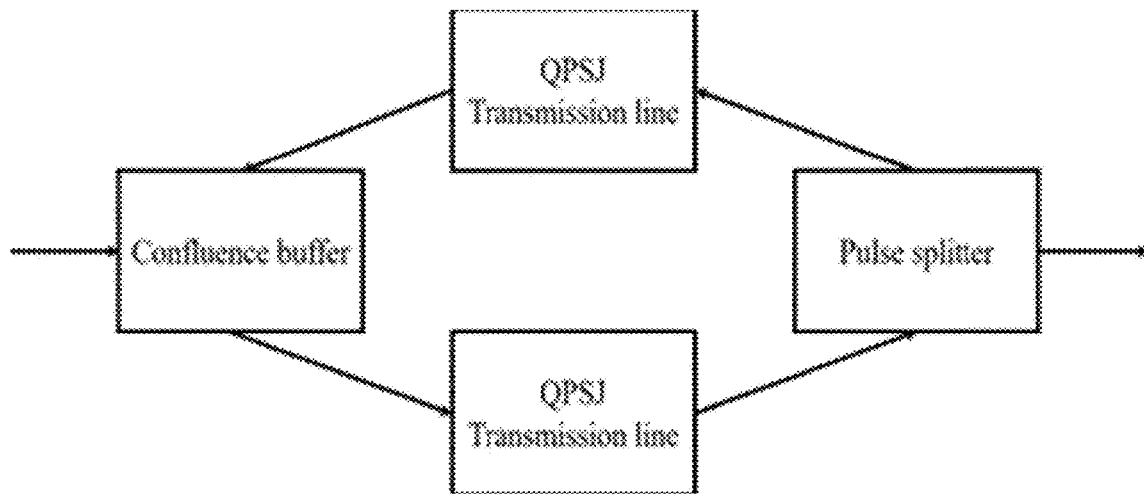 QPSJ
Transmission line
Confluence buffer
Pulse splitter
QPSJ
Transmission line